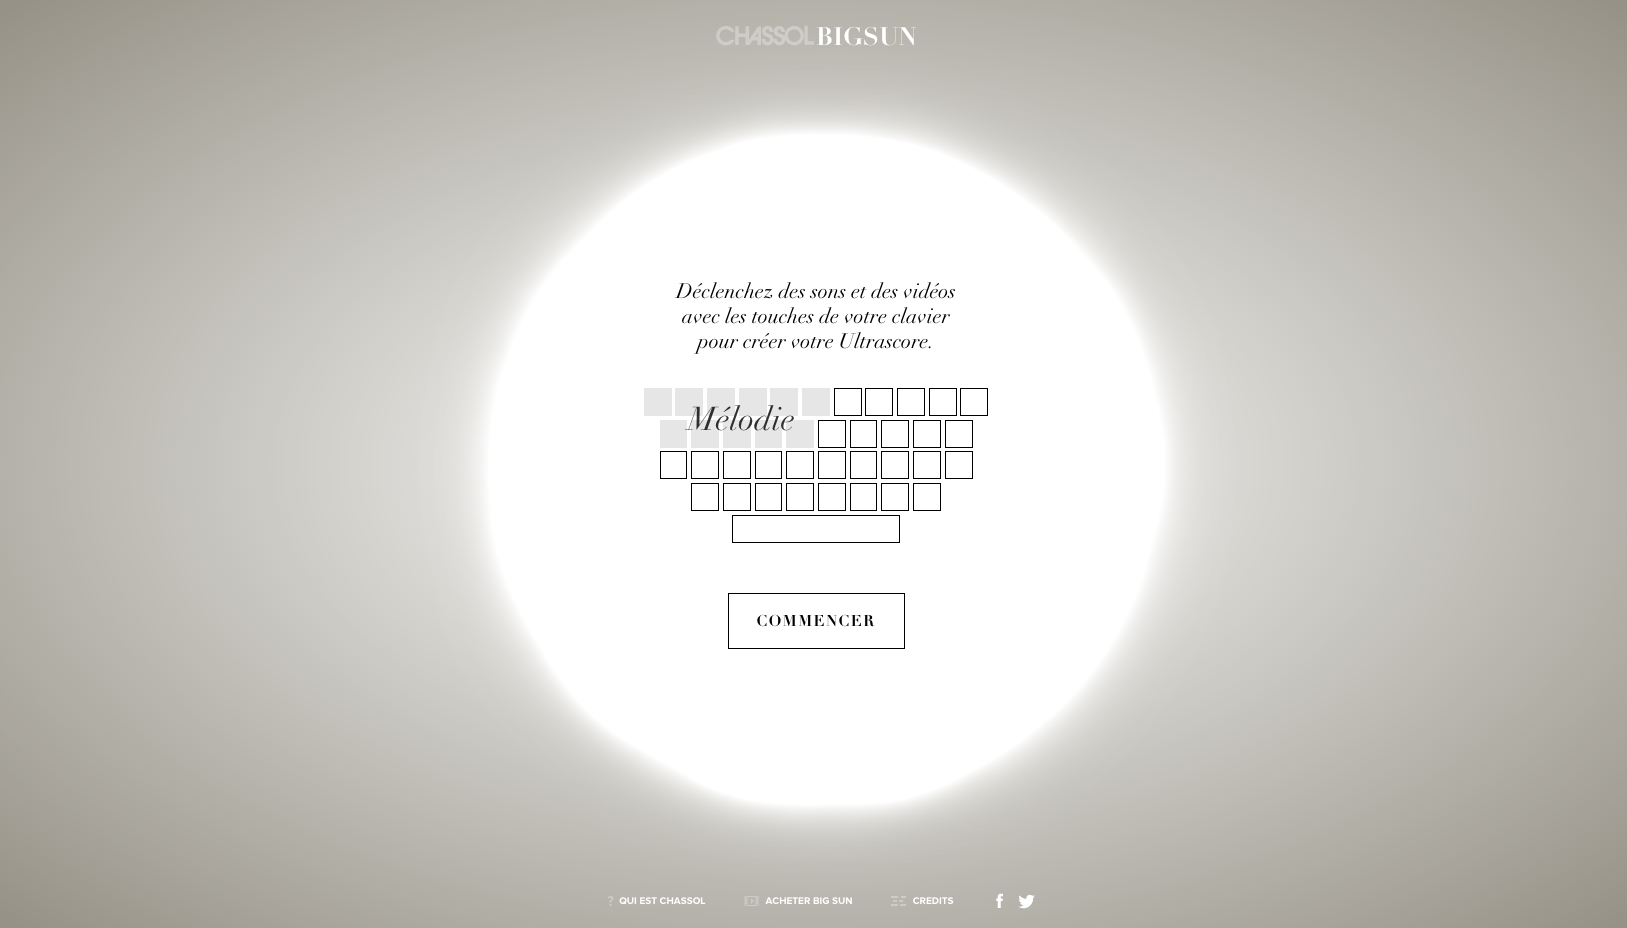 CHASSOL BIGSUN
Déclenchez des sons et des vidéos
avec les touches de votre clavier
pour créer votre Ultrascore.
Mélodie
COMMENCER
? QUI EST CHASSOL ACHETER BIG SUN CREDITS